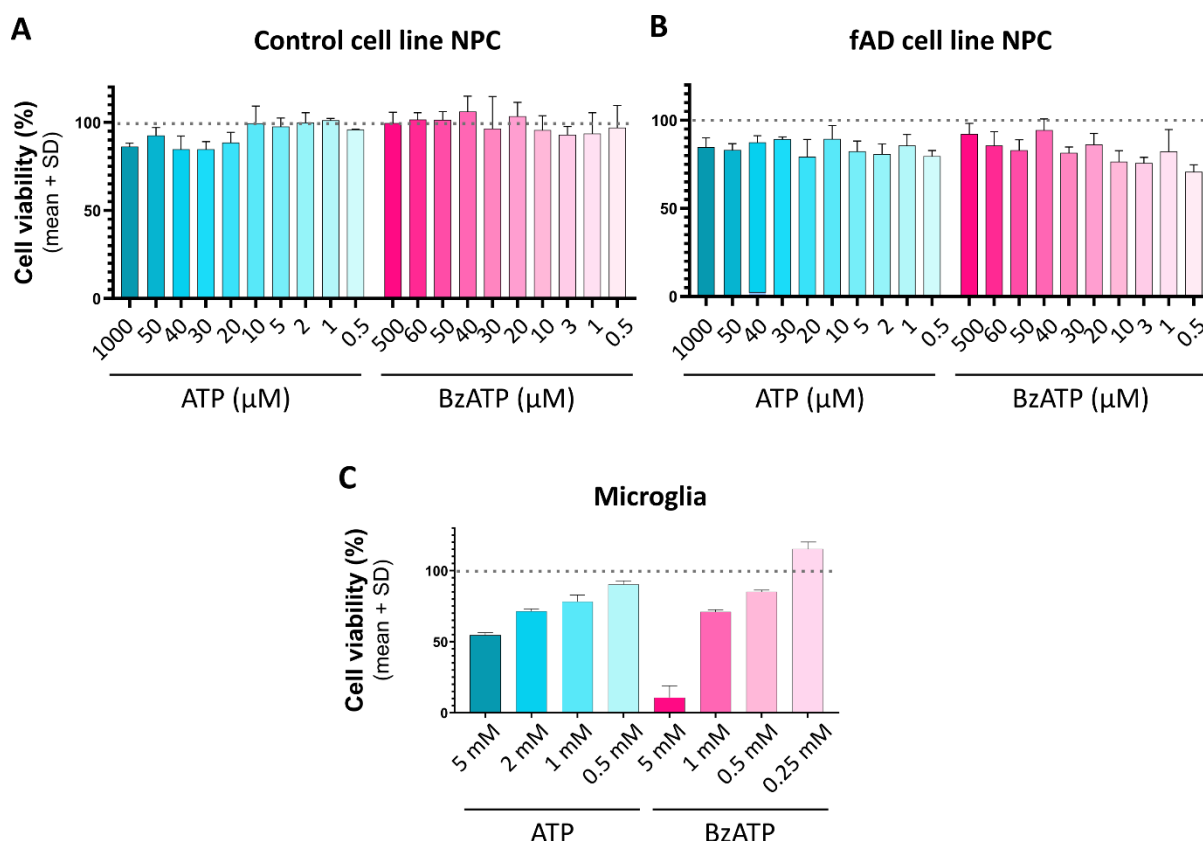 A
Control cell line NPC
Cell viability (%)
(mean + SD)
100
50
0
1000
50
40
30
20
10
5
2
1
0.5
500
60
50
40
30
20
10
3
1
0.5
ATP (µM)
BzATP (µM)
B
fAD cell line NPC
100
50
0
1000
50
40
30
20
10
5
2
1
0.5
500
60
50
40
30
20
10
3
1
0.5
ATP (µM)
BzATP (µM)
C
Microglia
Cell viability (%)
(mean + SD)
100
50
0
5 mM
2 mM
1 mM
0.5 mM
5 mM
1 mM
0.5 mM
0.25 mM
ATP
BzATP